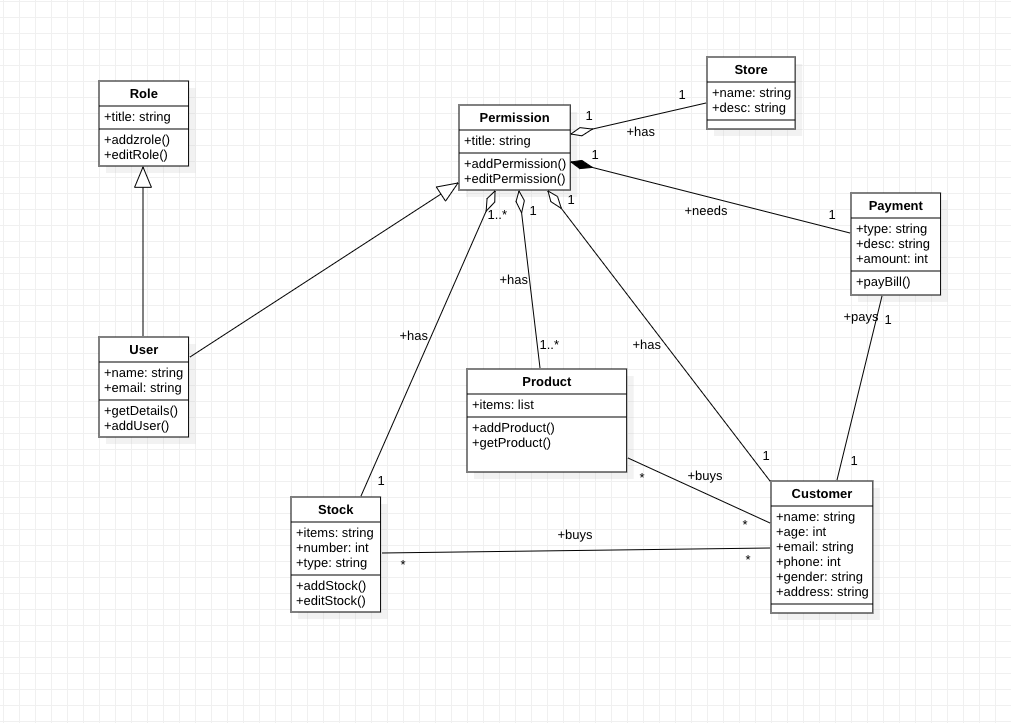 Role
+title: string
+addzrole()
+editRole()
Permission
+title: string
+addPermission()
+editPermission()
Store
+name: string
+desc: string
1
1
+has
1
+needs
1
Payment
+type: string
+desc: string
+amount: int
+payBill()
1..*
1
1
+has
+has
+has
1..*
1
1
+pays
1
1
User
+name: string
+email: string
+getDetails()
+addUser()
Product
+items: list
+addProduct()
+getProduct()
*
+buys
*
Stock
+items: string
+number: int
+type: string
+addStock()
+editStock()
*
+buys
*
Customer
+name: string
+age: int
+email: string
+phone: int
+gender: string
+address: string